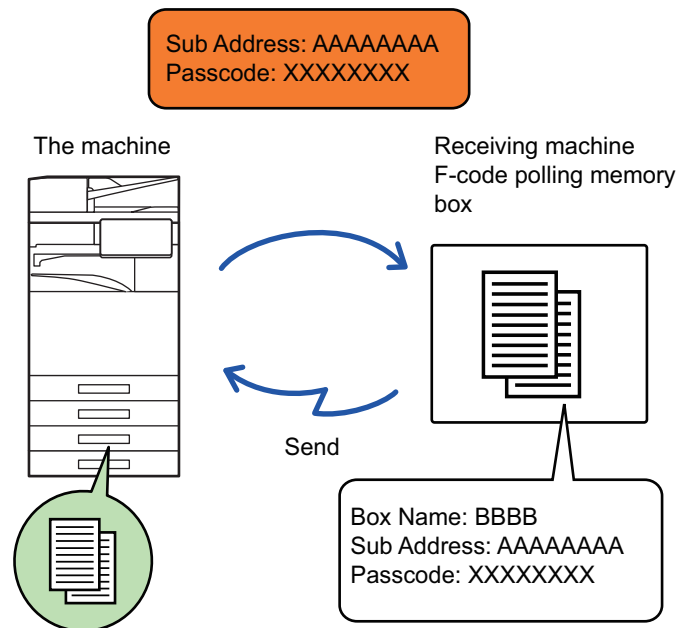 Sub Address: AAAAAAAA
Passcode: XXXXXXXX
The machine
Receiving machine
F-code polling memory
box
Send
Box Name: BBBB
Sub Address: AAAAAAAA
Passcode: XXXXXXXX